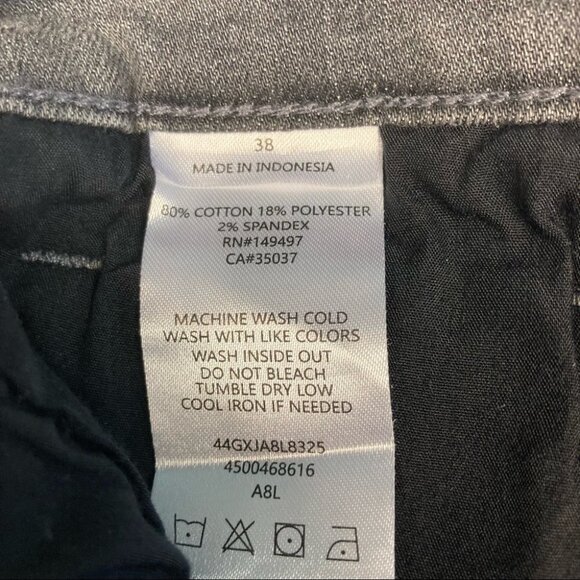 38
MADE IN INDONESIA
80% COTTON 18% POLYESTER
2% SPANDEX
RN#149497
CA#35037
MACHINE WASH COLD
WASH WITH LIKE COLORS
WASH INSIDE OUT
DO NOT BLEACH
TUMBLE DRY LOW
COOL IRON IF NEEDED
44GXJA8L8325
4500468616
A8L